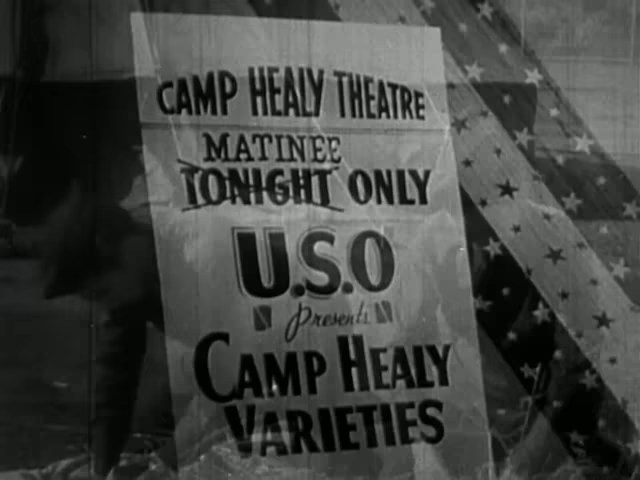 CAMP HEALY THEATRE
MATINEE
TONIGHT ONLY
U.S.O
Presents
CAMP HEALY
VARIETIES